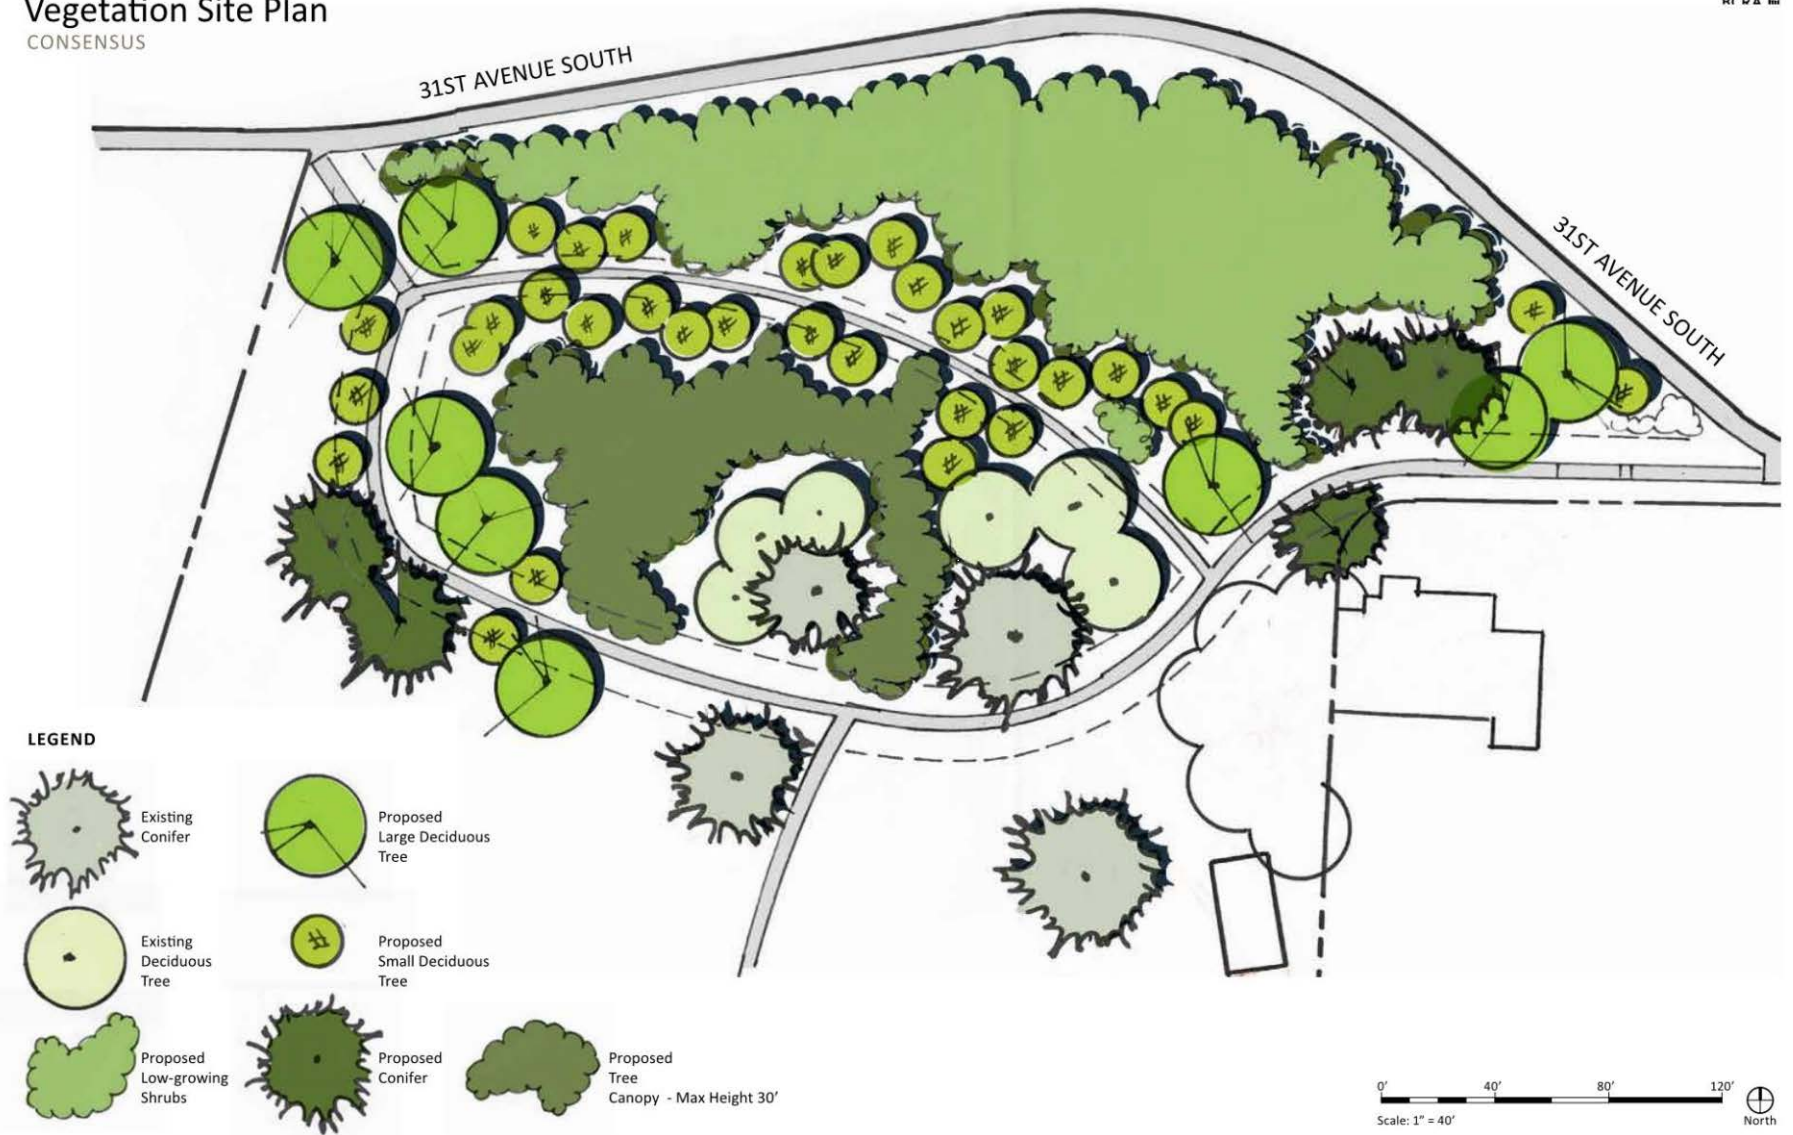 Vegetation Site Plan
CONSENSUS
31ST AVENUE SOUTH
31ST AVENUE SOUTH
LEGEND
Existing
Conifer
Proposed
Large Deciduous
Tree
Existing
Deciduous
Tree
Proposed
Small Deciduous
Tree
Proposed
Low-growing
Shrubs
Proposed
Conifer
Proposed
Tree
Canopy - Max Height 30'
0' 40' 80' 120'
Scale: 1" = 40'
North